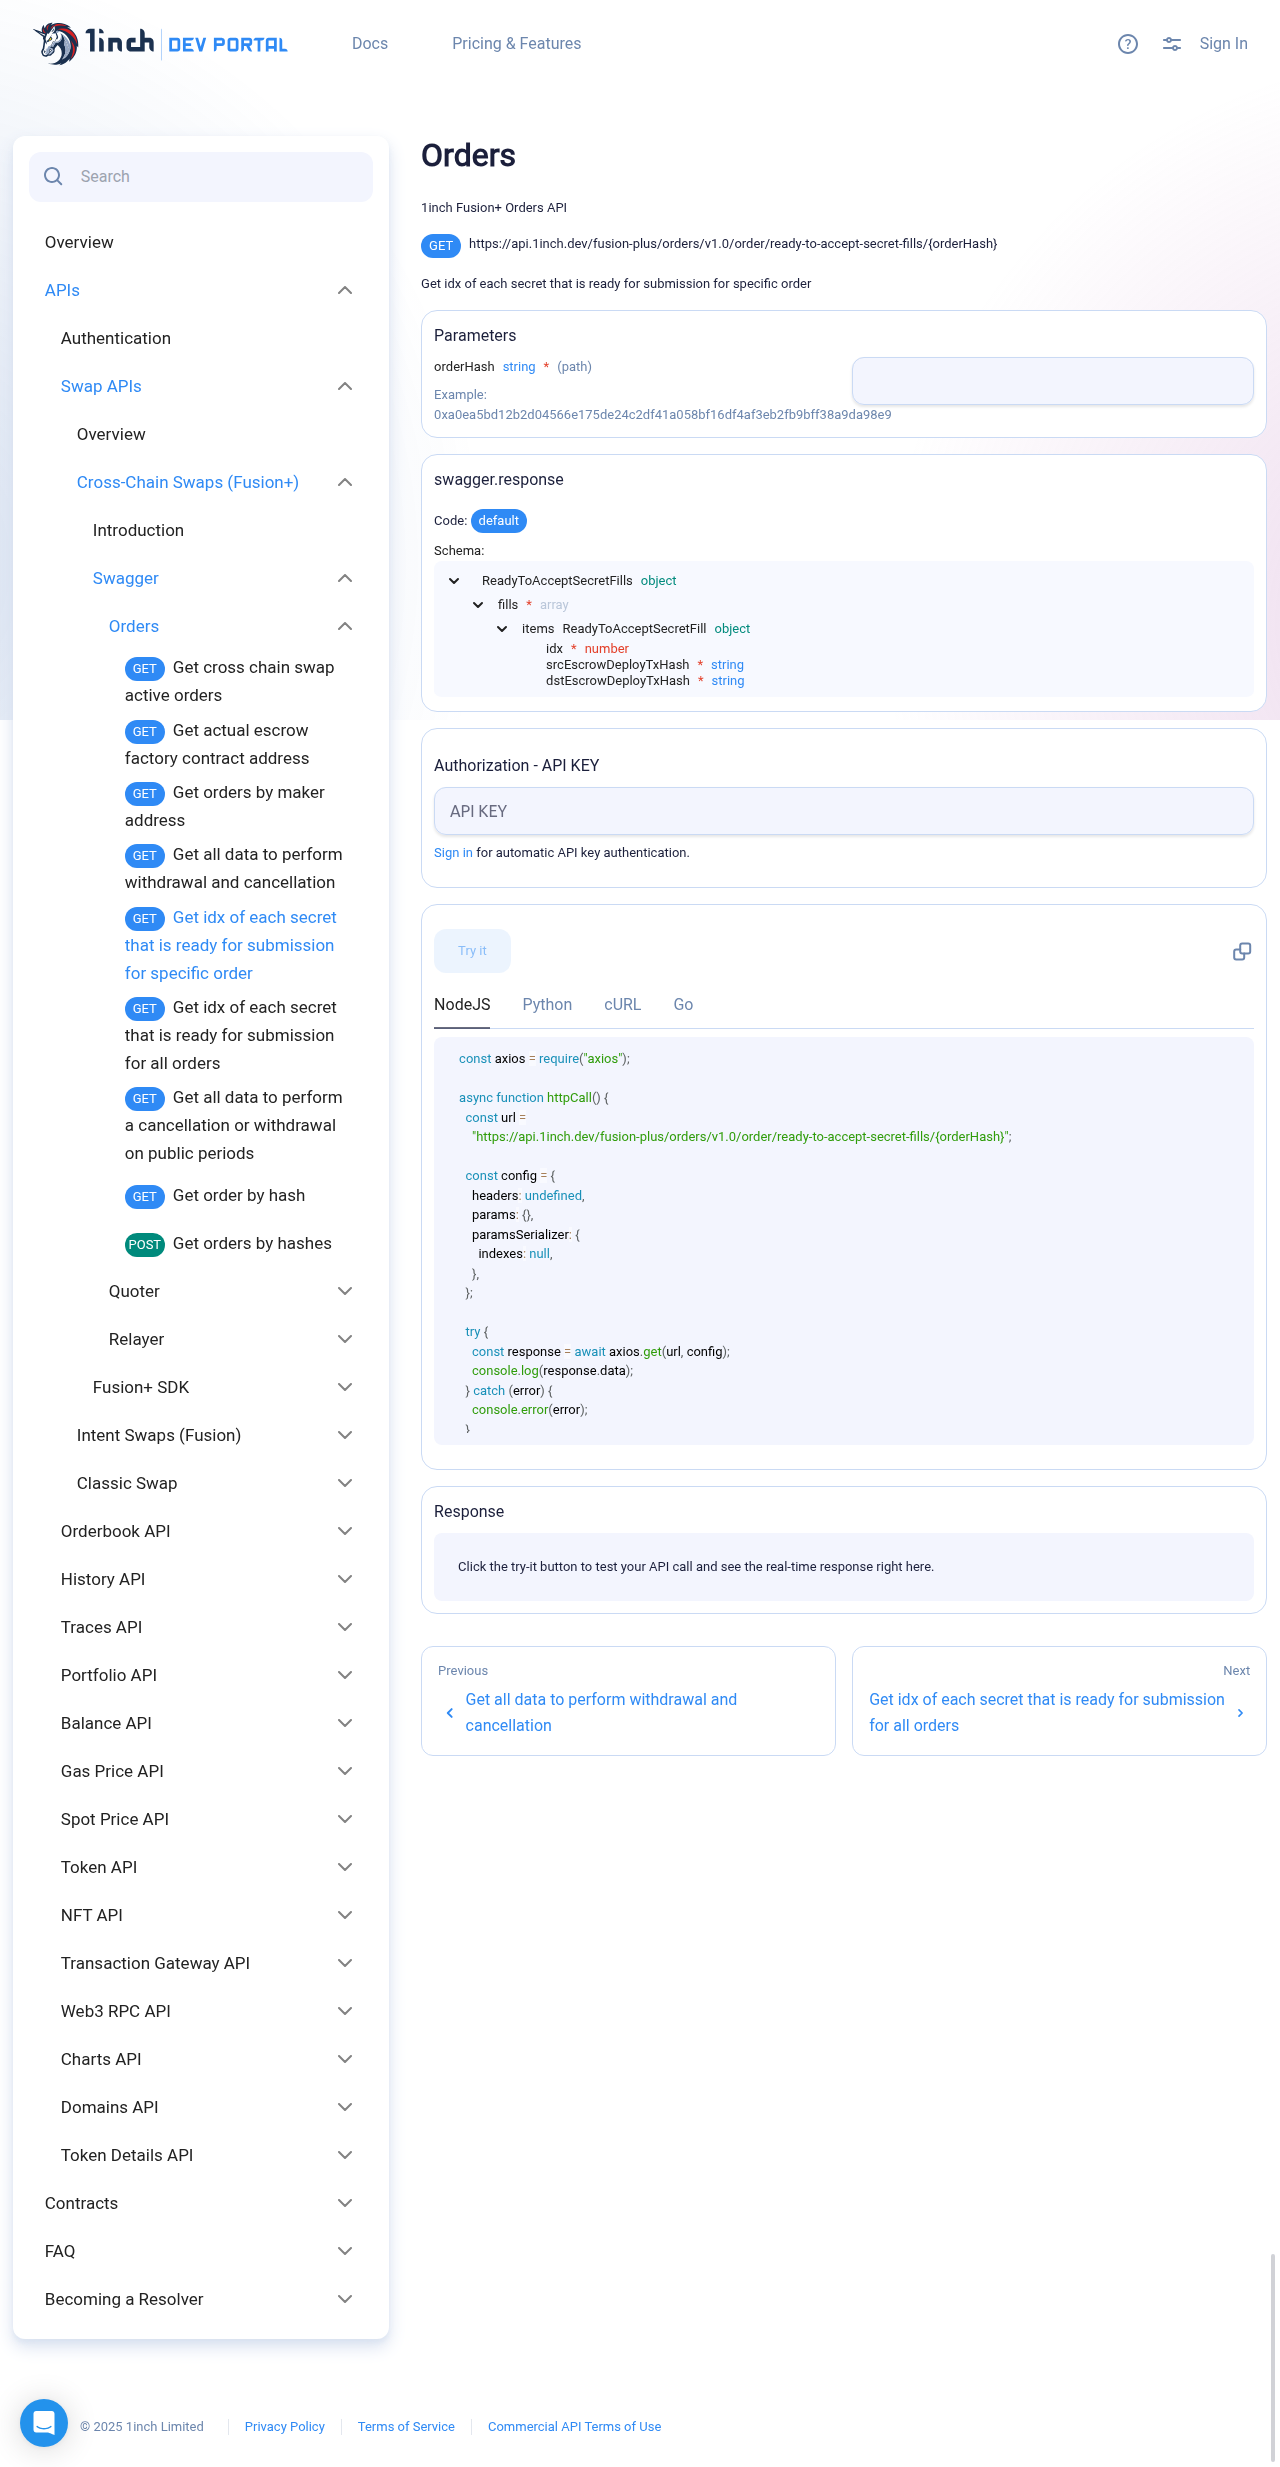 1inch DEV PORTAL
Docs
Pricing & Features
Sign In
Search
Overview
APIs
Authentication
Swap APIs
Overview
Cross-Chain Swaps (Fusion+)
Introduction
Swagger
Orders
GET Get cross chain swap
active orders
GET Get actual escrow
factory contract address
GET Get orders by maker
address
GET Get all data to perform
withdrawal and cancellation
GET Get idx of each secret
that is ready for submission
for specific order
GET Get idx of each secret
that is ready for submission
for all orders
GET Get all data to perform
a cancellation or withdrawal
on public periods
GET Get order by hash
POST Get orders by hashes
Quoter
Relayer
Fusion+ SDK
Intent Swaps (Fusion)
Classic Swap
Orderbook API
History API
Traces API
Portfolio API
Balance API
Gas Price API
Spot Price API
Token API
NFT API
Transaction Gateway API
Web3 RPC API
Charts API
Domains API
Token Details API
Contracts
FAQ
Becoming a Resolver
Orders
1inch Fusion+ Orders API
GET https://api.1inch.dev/fusion-plus/orders/v1.0/order/ready-to-accept-secret-fills/{orderHash}
Get idx of each secret that is ready for submission for specific order
Parameters
orderHash string * (path)
Example:
0xa0ea5bd12b2d04566e175de24c2df41a058bf16df4af3eb2fb9bff38a9da98e9
swagger.response
Code: default
Schema:
ReadyToAcceptSecretFills object
fills * array
items ReadyToAcceptSecretFill object
idx * number
srcEscrowDeployTxHash * string
dstEscrowDeployTxHash * string
Authorization - API KEY
API KEY
Sign in for automatic API key authentication.
Try it
NodeJS Python cURL Go
const axios = require("axios");
async function httpCall() {
const url =
"https://api.1inch.dev/fusion-plus/orders/v1.0/order/ready-to-accept-secret-fills/{orderHash}";
const config = {
headers: undefined,
params: {},
paramsSerializer: {
indexes: null,
},
};
try {
const response = await axios.get(url, config);
console.log(response.data);
} catch (error) {
console.error(error);
}
Response
Click the try-it button to test your API call and see the real-time response right here.
Previous
Get all data to perform withdrawal and
cancellation
Next
Get idx of each secret that is ready for submission
for all orders
© 2025 1inch Limited
Privacy Policy
Terms of Service
Commercial API Terms of Use